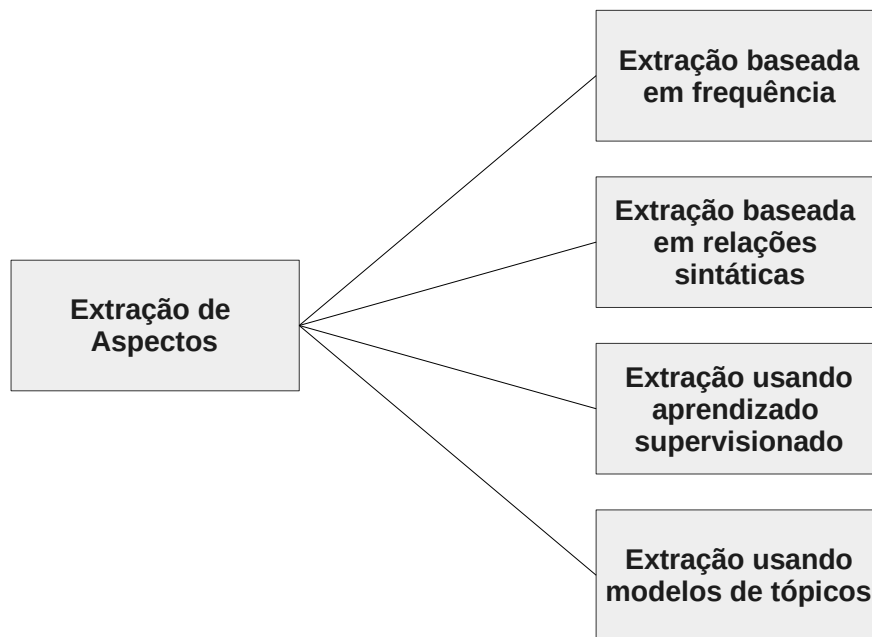 Extração baseada
em frequência
Extração baseada
em relações
sintáticas
Extração de
Aspectos
Extração usando
aprendizado
supervisionado
Extração usando
modelos de tópicos